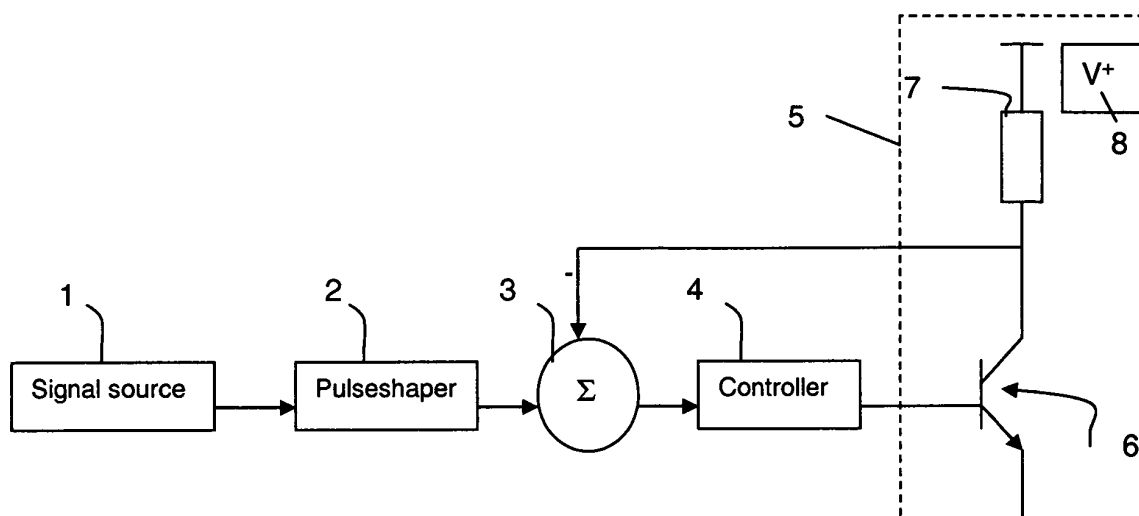 7
V+
5
8
1
2
3
4
-
Signal source
Pulseshaper
Σ
Controller
6